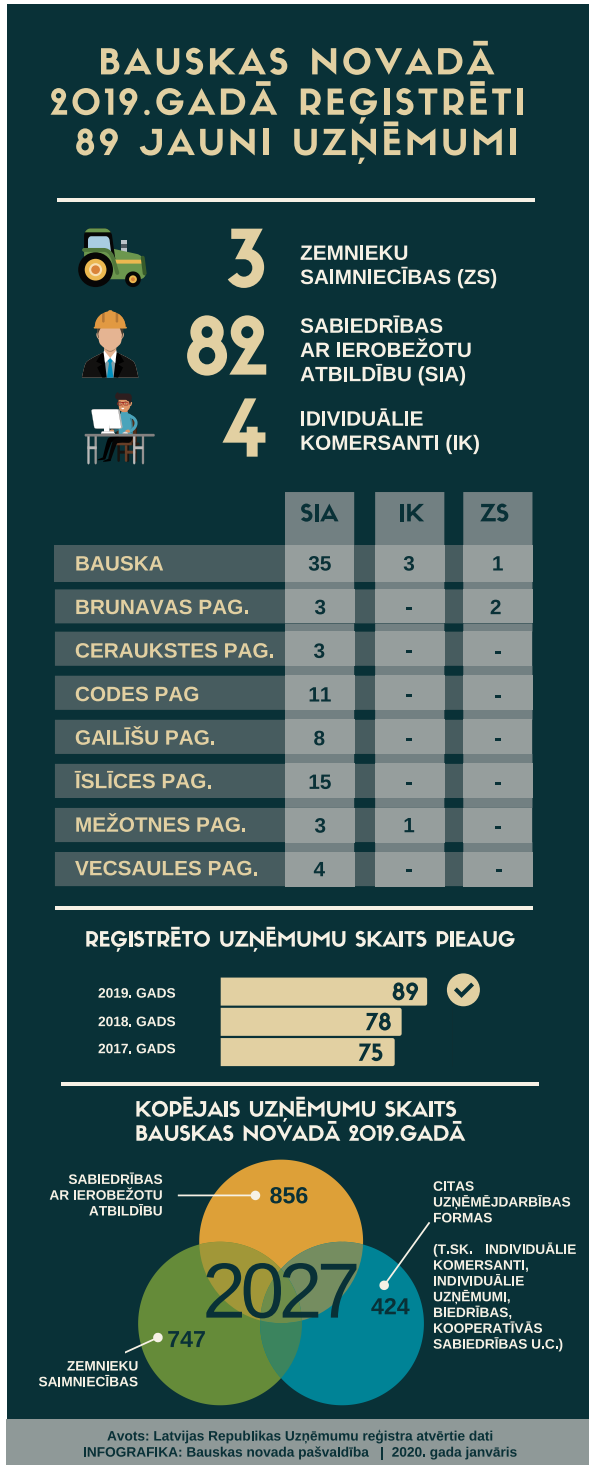 BAUSKAS NOVADĀ
2019.GADĀ REĢISTRĒTI
89 JAUNI UZŅĒMUMI
3 ZEMNIEKU
SAIMNIECĪBAS (ZS)
82 SABIEDRĪBAS
AR IEROBEŽOTU
ATBILDĪBU (SIA)
4 IDIVIDUĀLIE
KOMERSANTI (IK)
SIA IK ZS
BAUSKA 35 3 1
BRUNAVAS PAG. 3 - 2
CERAUKSTES PAG. 3 - -
CODES PAG 11 - -
GAILĪŠU PAG. 8 - -
ĪSLĪCES PAG. 15 - -
MEŽOTNES PAG. 3 1 -
VECSAULES PAG. 4 - -
REĢISTRĒTO UZŅĒMUMU SKAITS PIEAUG
2019. GADS 89
2018. GADS 78
2017. GADS 75
KOPĒJAIS UZŅĒMUMU SKAITS
BAUSKAS NOVADĀ 2019.GADĀ
SABIEDRĪBAS
AR IEROBEŽOTU
ATBILDĪBU
856
CITAS
UZŅĒMĒJDARBĪBAS
FORMAS
(T.SK. INDIVIDUĀLIE
KOMERSANTI,
INDIVIDUĀLIE
UZŅĒMUMI,
BIEDRĪBAS,
KOOPERATĪVĀS
SABIEDRĪBAS U.C.)
2027
424
747
ZEMNIEKU
SAIMNIECĪBAS
Avots: Latvijas Republikas Uzņēmumu reģistra atvērtie dati
INFOGRAFIKA: Bauskas novada pašvaldība | 2020. gada janvāris